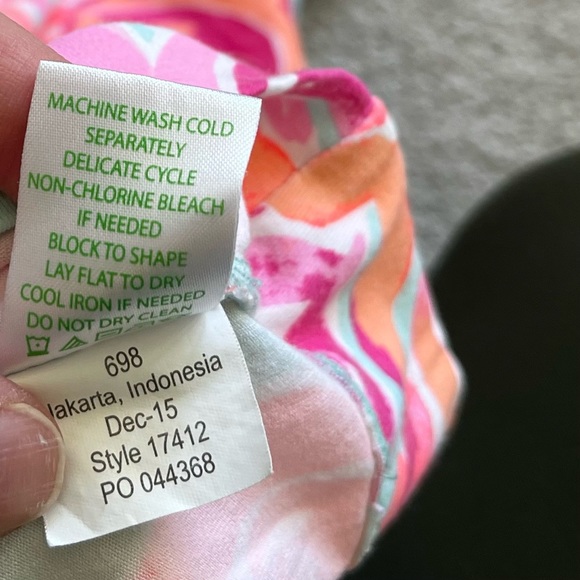 MACHINE WASH COLD
SEPARATELY
DELICATE CYCLE
NON-CHLORINE BLEACH
IF NEEDED
BLOCK TO SHAPE
LAY FLAT TO DRY
COOL IRON IF NEEDED
DO NOT DRY CLEAN
698
Jakarta, Indonesia
Dec-15
Style 17412
PO 044368